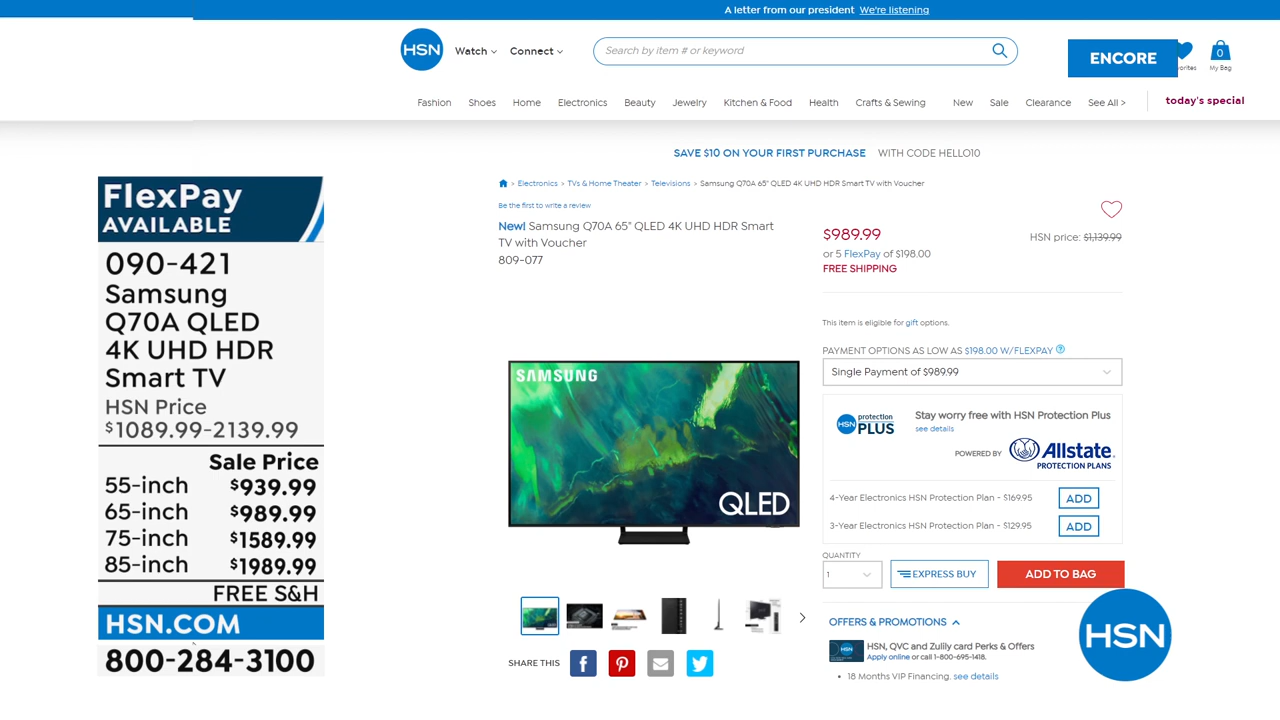 A letter from our president We're listening
HSN
Watch
Connect
Search by item # or keyword
ENCORE
orites
0
My Bag
Fashion
Shoes
Home
Electronics
Beauty
Jewelry
Kitchen & Food
Health
Crafts & Sewing
New
Sale
Clearance
See All >
today's special
SAVE $10 ON YOUR FIRST PURCHASE WITH CODE HELLO10
FlexPay
AVAILABLE
090-421
Samsung
Q70A QLED
4K UHD HDR
Smart TV
HSN Price
$1089.99-2139.99
Sale Price
55-inch $939.99
65-inch $989.99
75-inch $1589.99
85-inch $1989.99
FREE S&H
HSN.COM
800-284-3100
> Electronics > TVs & Home Theater > Televisions > Samsung Q70A 65" QLED 4K UHD HDR Smart TV with Voucher
Be the first to write a review
New! Samsung Q70A 65" QLED 4K UHD HDR Smart
TV with Voucher
809-077
SAMSUNG
QLED
SHARE THIS
$989.99
HSN price: $1,139.99
or 5 FlexPay of $198.00
FREE SHIPPING
This item is eligible for gift options.
PAYMENT OPTIONS AS LOW AS $198.00 W/FLEXPAY ?
Single Payment of $989.99
HSN protection PLUS
Stay worry free with HSN Protection Plus
see details
POWERED BY Allstate.
PROTECTION PLANS
4-Year Electronics HSN Protection Plan - $169.95 ADD
3-Year Electronics HSN Protection Plan - $129.95 ADD
QUANTITY
1
EXPRESS BUY
ADD TO BAG
OFFERS & PROMOTIONS
HSN
HSN, QVC and Zulily card Perks & Offers
Apply online or call 1-800-695-1418.
• 18 Months VIP Financing. see details
HSN